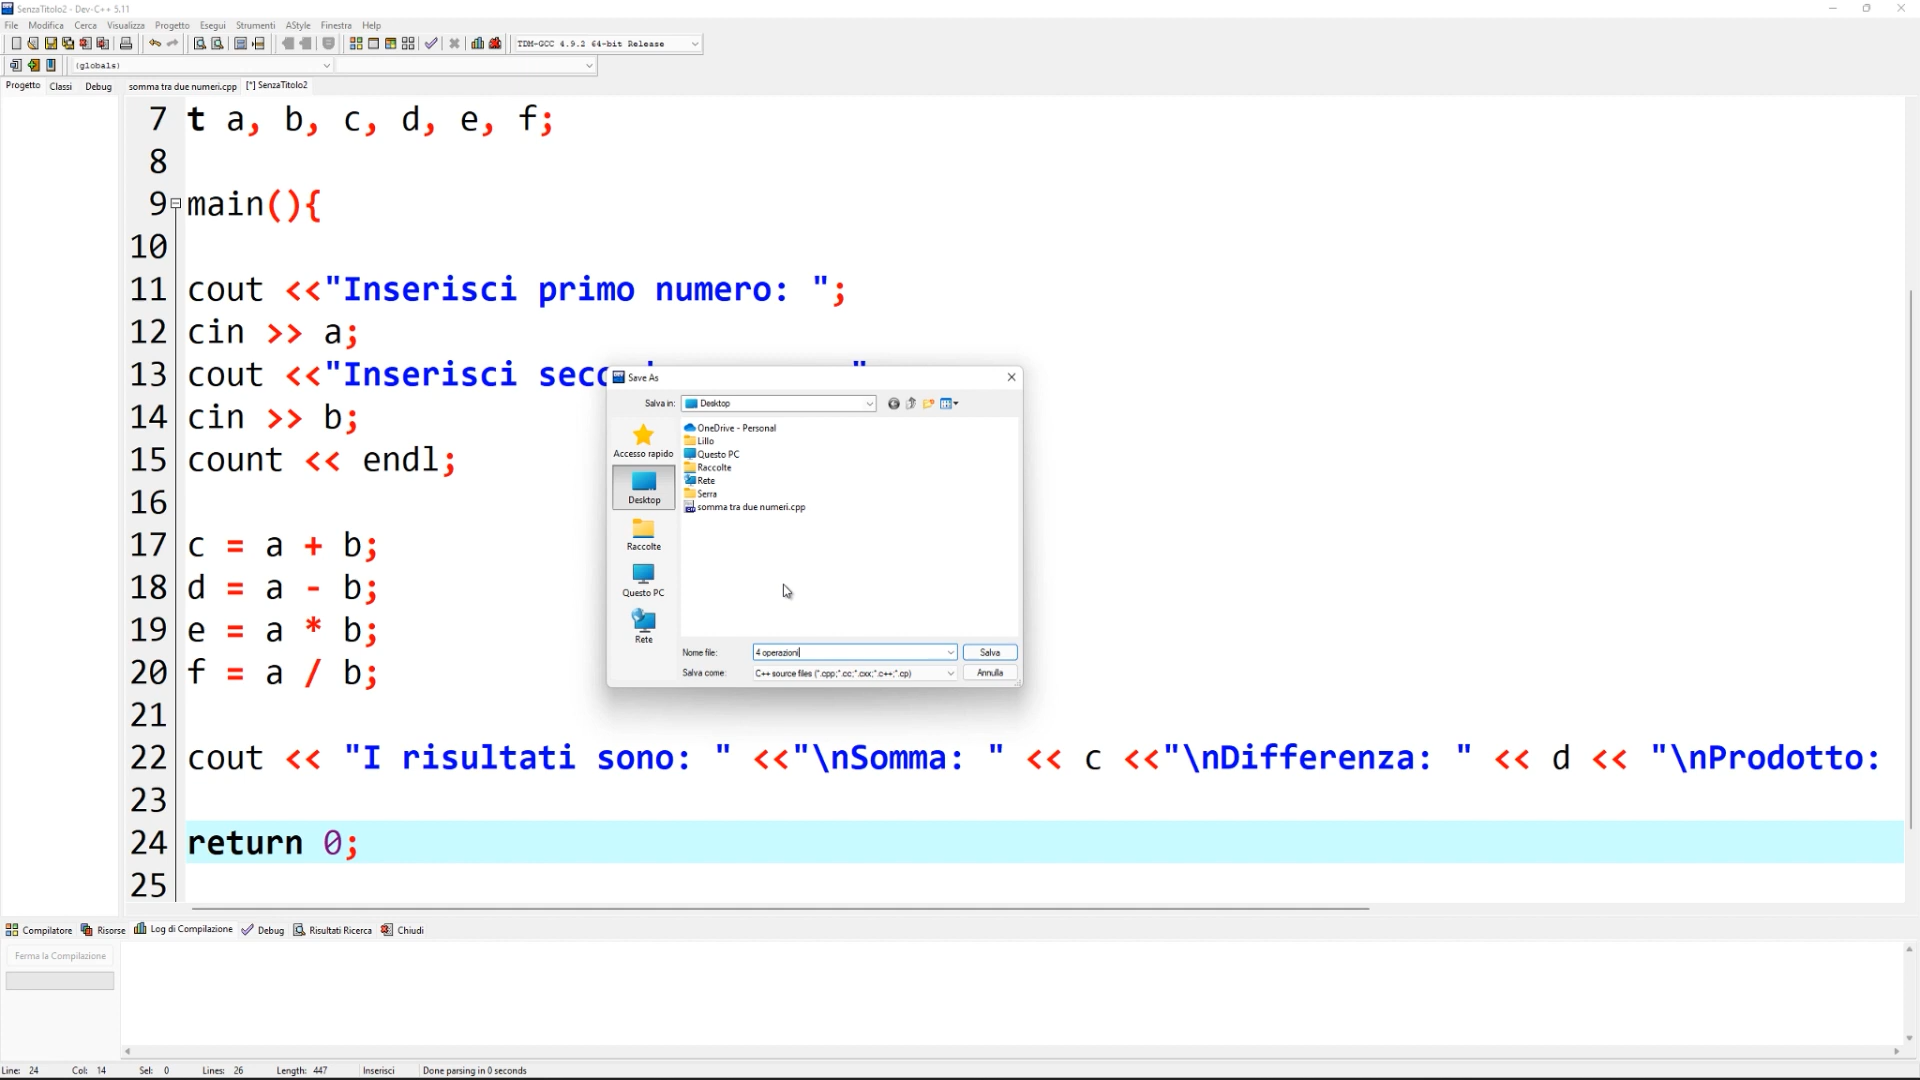 SenzaTitolo2 - Dev-C++ 5.11
File Modifica Cerca Visualizza Progetto Esegui Strumenti AStyle Finestra Help
TDM-GCC 4.9.2 64-bit Release
(globals)
Progetto Classi Debug somma tra due numeri.cpp [*] SenzaTitolo2
7 t a, b, c, d, e, f;
8
9 main(){
10
11 cout <<"Inserisci primo numero: ";
12 cin >> a;
13 cout <<"Inserisci "
14 cin >> b;
15 count << endl;
16
17 c = a + b;
18 d = a - b;
19 e = a * b;
20 f = a / b;
21
22 cout << "I risultati sono: " <<"\nSomma: " << c <<"\nDifferenza: " << d << "\nProdotto:
23
24 return 0;
25
Save As
Salva in: Desktop
Accesso rapido
Desktop
Raccolte
Questo PC
Rete
OneDrive - Personal
Lillo
Questo PC
Raccolte
Rete
Serra
somma tra due numeri.cpp
Nome file: 4 operazioni Salva
Salva come: C++ source files (*.cpp;*.cc;*.cxx;*.c++;*.cp) Annulla
Compilatore Risorse Log di Compilazione Debug Risultati Ricerca Chiudi
Ferma la Compilazione
Line: 24 Col: 14 Sel: 0 Lines: 26 Length: 447 Inserisci Done parsing in 0 seconds